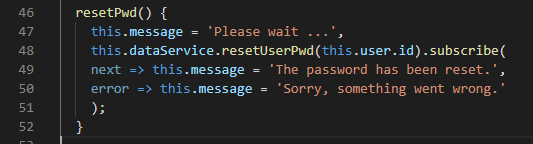 46 resetPwd() {
47 this.message = 'Please wait ...',
48 this.dataService.resetUserPwd(this.user.id).subscribe(
49 next => this.message = 'The password has been reset.',
50 error => this.message = 'Sorry, something went wrong.'
51 );
52 }
53